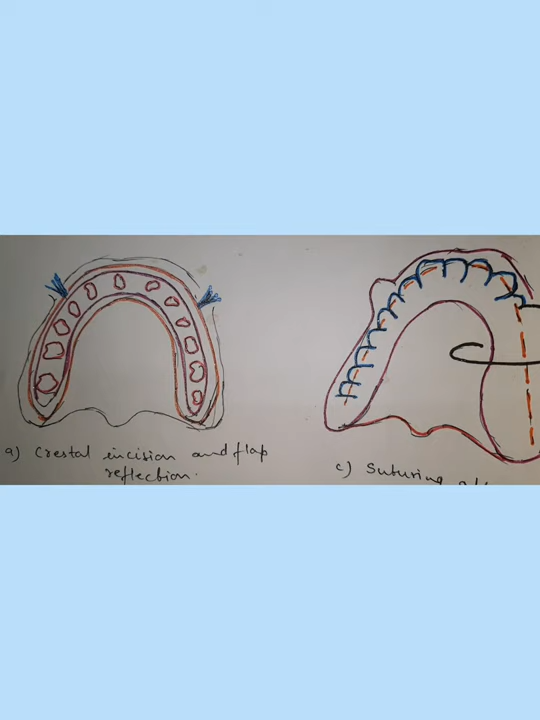 a) Crestal incision and flap
reflection.
c) Suturing